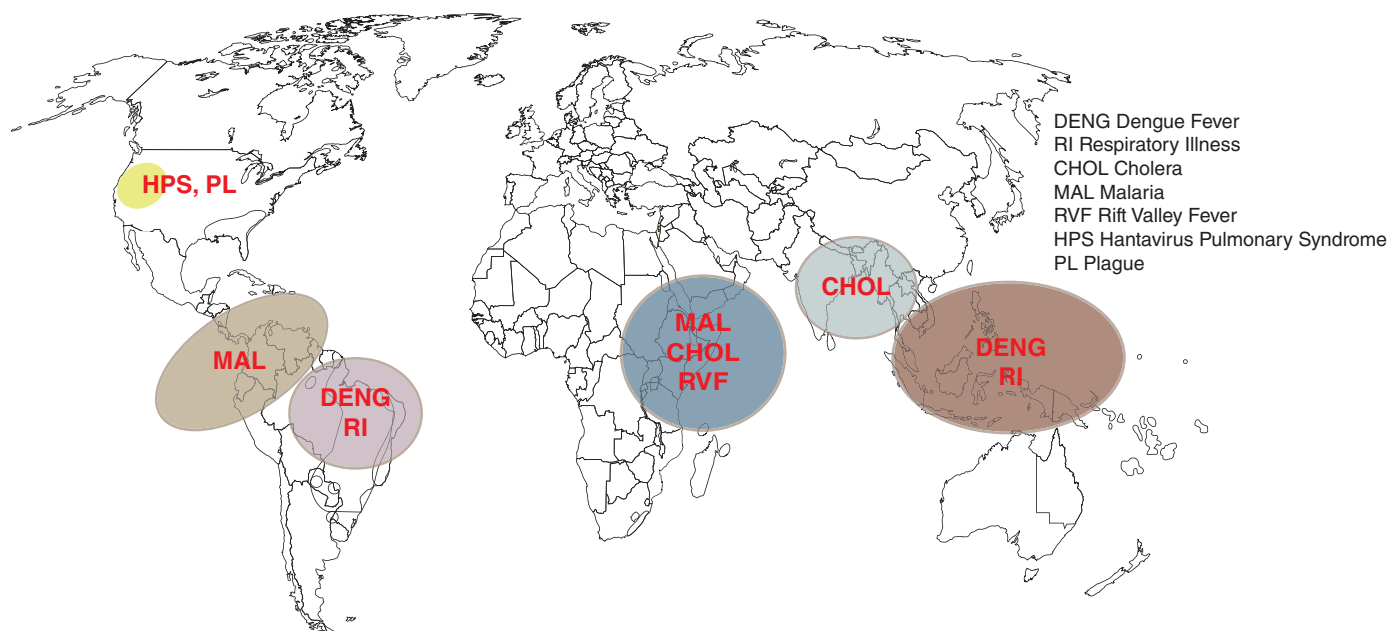 HPS, PL
MAL
DENG
RI
MAL
CHOL
RVF
CHOL
DENG
RI
DENG Dengue Fever
RI Respiratory Illness
CHOL Cholera
MAL Malaria
RVF Rift Valley Fever
HPS Hantavirus Pulmonary Syndrome
PL Plague